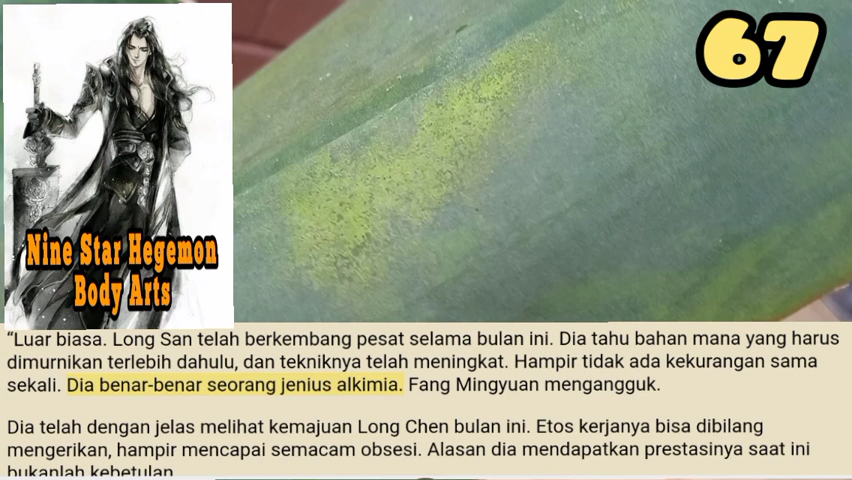 67
Nine Star Hegemon
Body Arts
“Luar biasa. Long San telah berkembang pesat selama bulan ini. Dia tahu bahan mana yang harus
dimurnikan terlebih dahulu, dan tekniknya telah meningkat. Hampir tidak ada kekurangan sama
sekali. Dia benar-benar seorang jenius alkimia. Fang Mingyuan mengangguk.
Dia telah dengan jelas melihat kemajuan Long Chen bulan ini. Etos kerjanya bisa dibilang
mengerikan, hampir mencapai semacam obsesi. Alasan dia mendapatkan prestasinya saat ini
bukanlah kebetulan